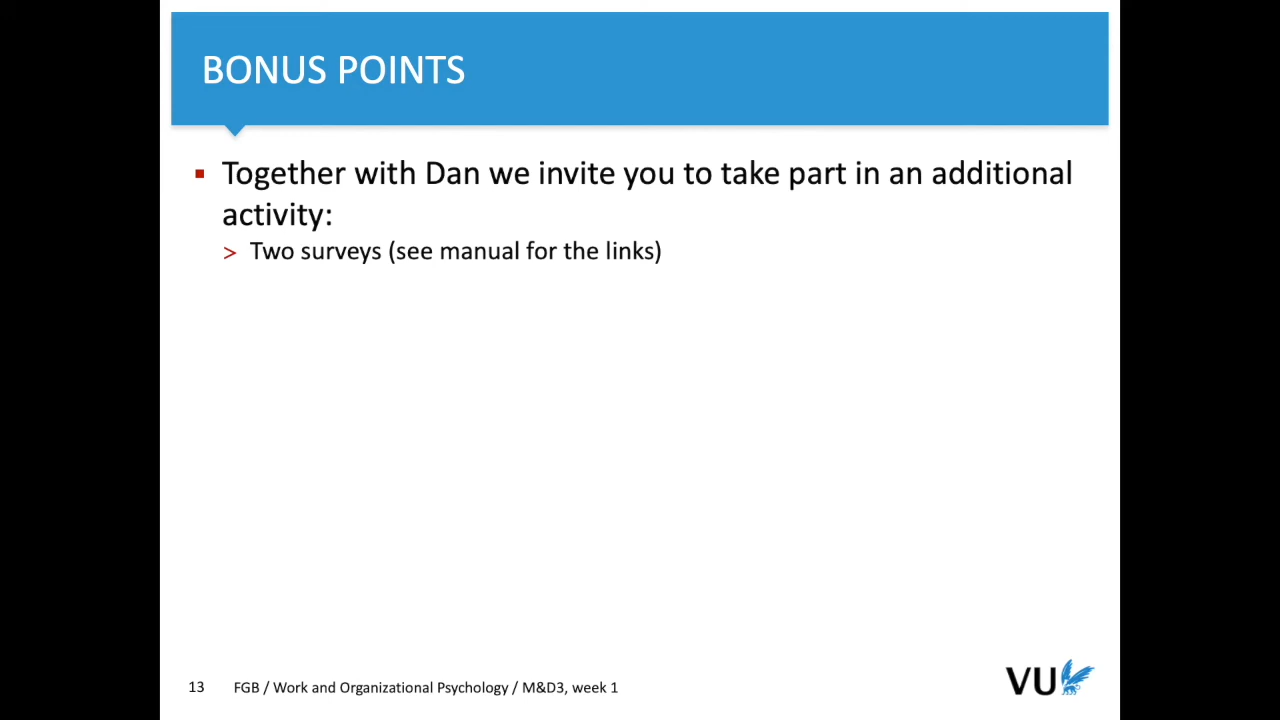 BONUS POINTS
▪ Together with Dan we invite you to take part in an additional
activity:
> Two surveys (see manual for the links)
13 FGB / Work and Organizational Psychology / M&D3, week 1
VU